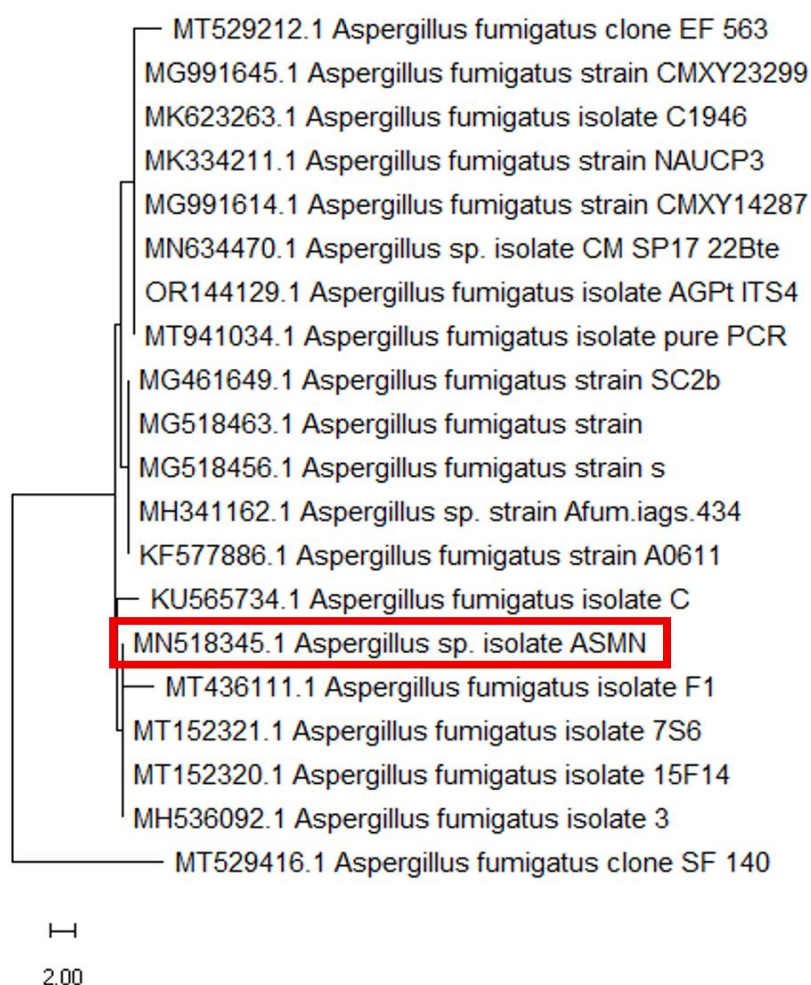 MT529212.1 Aspergillus fumigatus clone EF 563
MG991645.1 Aspergillus fumigatus strain CMXY23299
MK623263.1 Aspergillus fumigatus isolate C1946
MK334211.1 Aspergillus fumigatus strain NAUCP3
MG991614.1 Aspergillus fumigatus strain CMXY14287
MN634470.1 Aspergillus sp. isolate CM SP17 22Bte
OR144129.1 Aspergillus fumigatus isolate AGPt ITS4
MT941034.1 Aspergillus fumigatus isolate pure PCR
MG461649.1 Aspergillus fumigatus strain SC2b
MG518463.1 Aspergillus fumigatus strain
MG518456.1 Aspergillus fumigatus strain s
MH341162.1 Aspergillus sp. strain Afum.iags.434
KF577886.1 Aspergillus fumigatus strain A0611
KU565734.1 Aspergillus fumigatus isolate C
MN518345.1 Aspergillus sp. isolate ASMN
MT436111.1 Aspergillus fumigatus isolate F1
MT152321.1 Aspergillus fumigatus isolate 7S6
MT152320.1 Aspergillus fumigatus isolate 15F14
MH536092.1 Aspergillus fumigatus isolate 3
MT529416.1 Aspergillus fumigatus clone SF 140
2.00